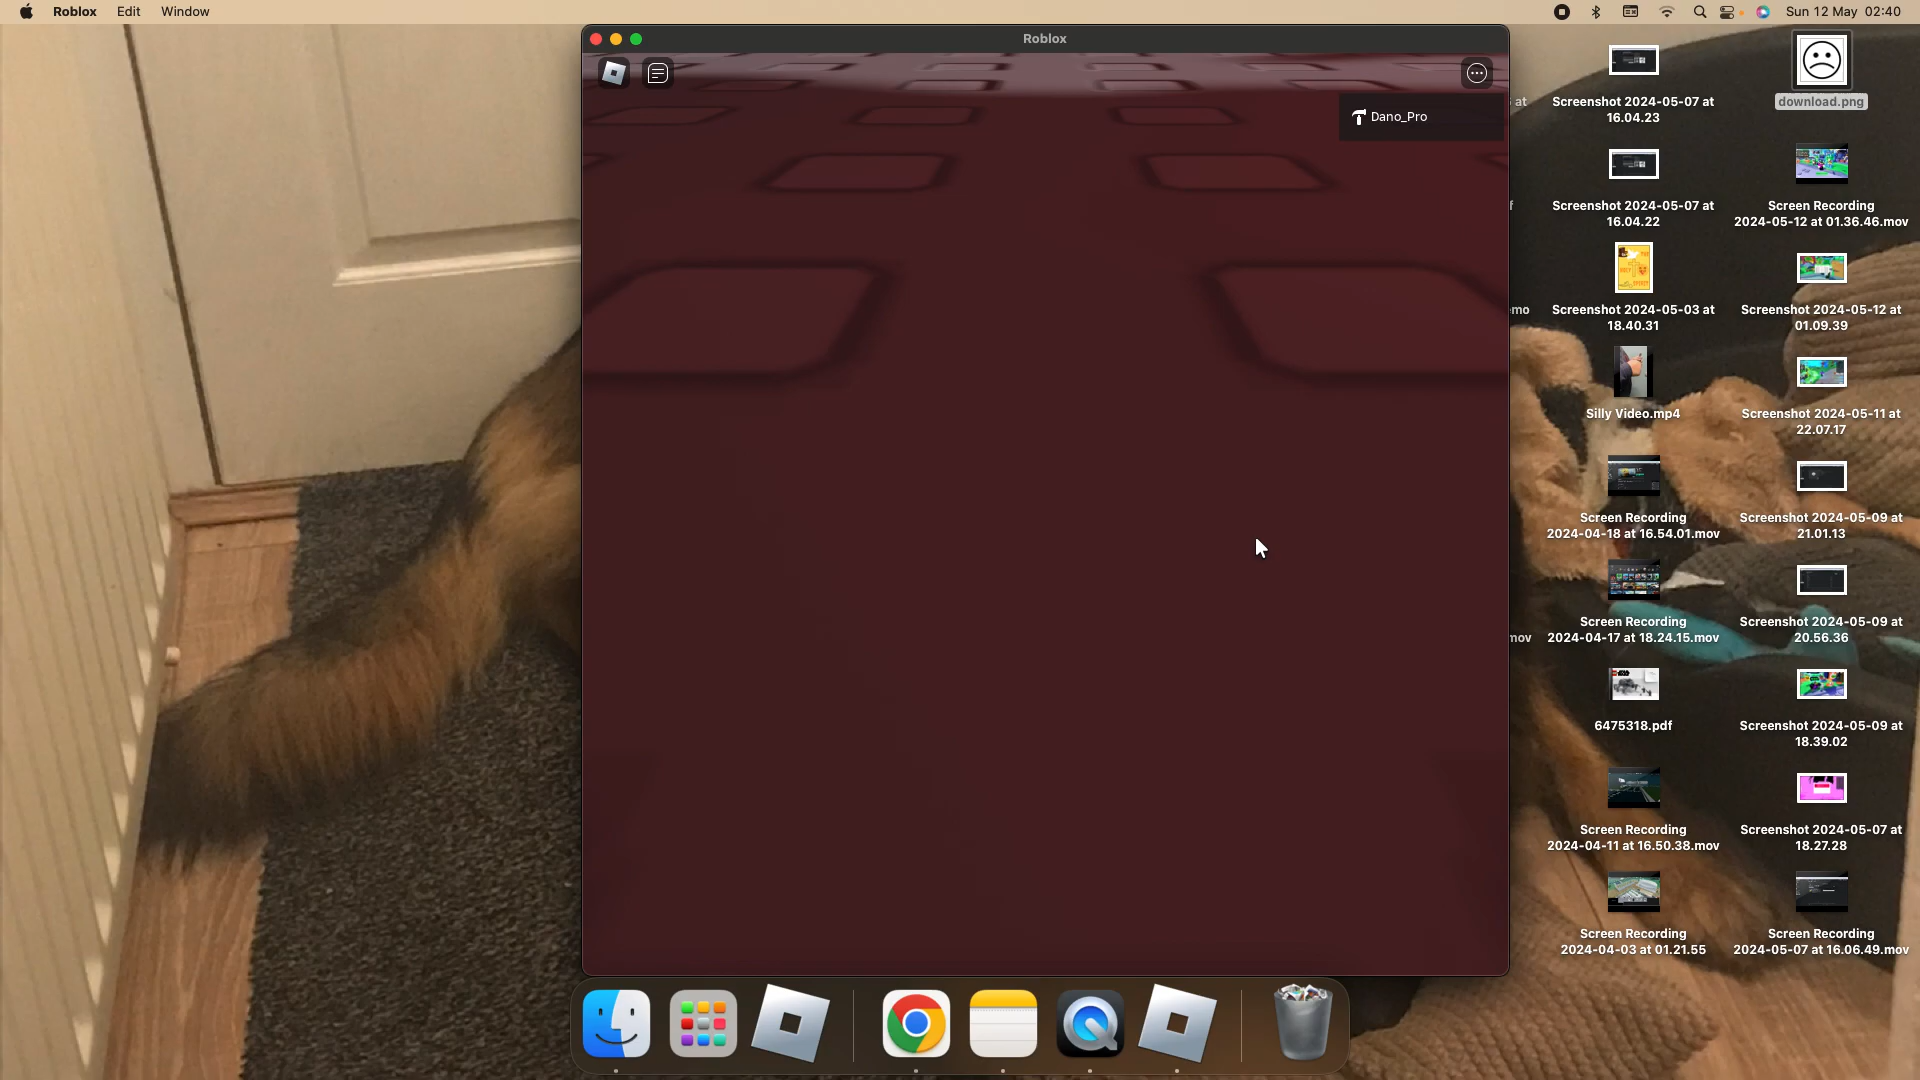 Roblox
Edit
Window
Sun 12 May
02:40
Roblox
Dano_Pro
at
f
emo
mov
Screenshot 2024-05-07 at
16.04.23
download.png
Screenshot 2024-05-07 at
16.04.22
Screen Recording
2024-05-12 at 01.36.46.mov
Screenshot 2024-05-03 at
18.40.31
Screenshot 2024-05-12 at
01.09.39
Silly Video.mp4
Screenshot 2024-05-11 at
22.07.17
Screen Recording
2024-04-18 at 16.54.01.mov
Screenshot 2024-05-09 at
21.01.13
Screen Recording
2024-04-17 at 18.24.15.mov
Screenshot 2024-05-09 at
20.56.36
6475318.pdf
Screenshot 2024-05-09 at
18.39.02
Screen Recording
2024-04-11 at 16.50.38.mov
Screenshot 2024-05-07 at
18.27.28
Screen Recording
2024-04-03 at 01.21.55
Screen Recording
2024-05-07 at 16.06.49.mov